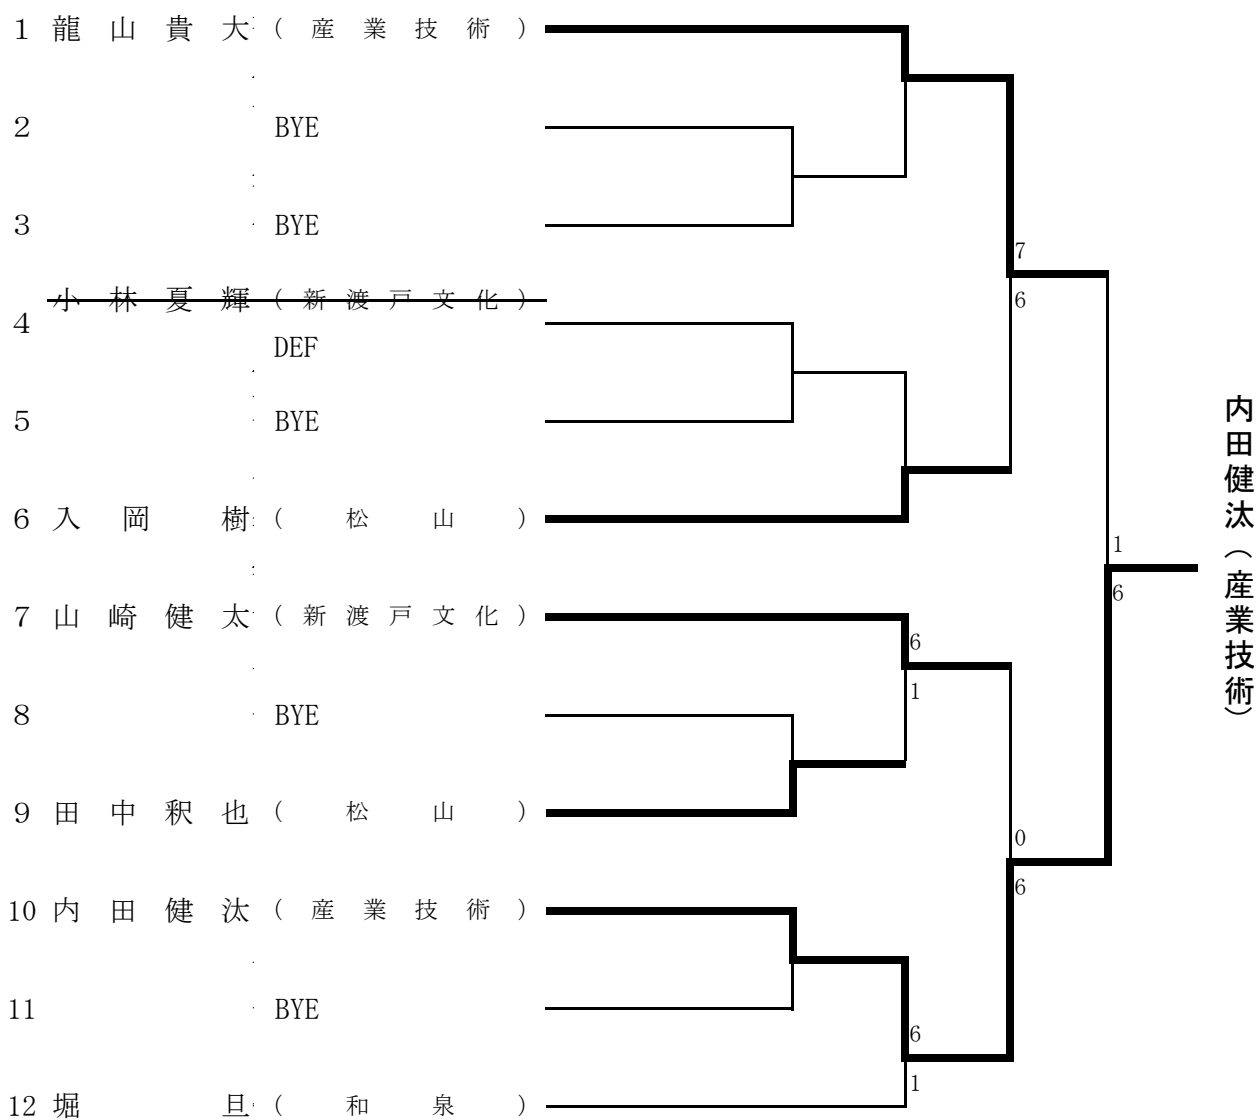 1 龍山貴大 (産業技術)
2 BYE
3 BYE
小林夏輝 (新渡戸文化)
4
DEF
5 BYE
6 入岡樹 (松山)
7 山崎健太 (新渡戸文化)
8 BYE
9 田中釈也 (松山)
10 内田健汰 (産業技術)
11 BYE
12 堀旦 (和泉)
6
1
6
1
7
6
0
6
1
6
内田健汰(産業技術)